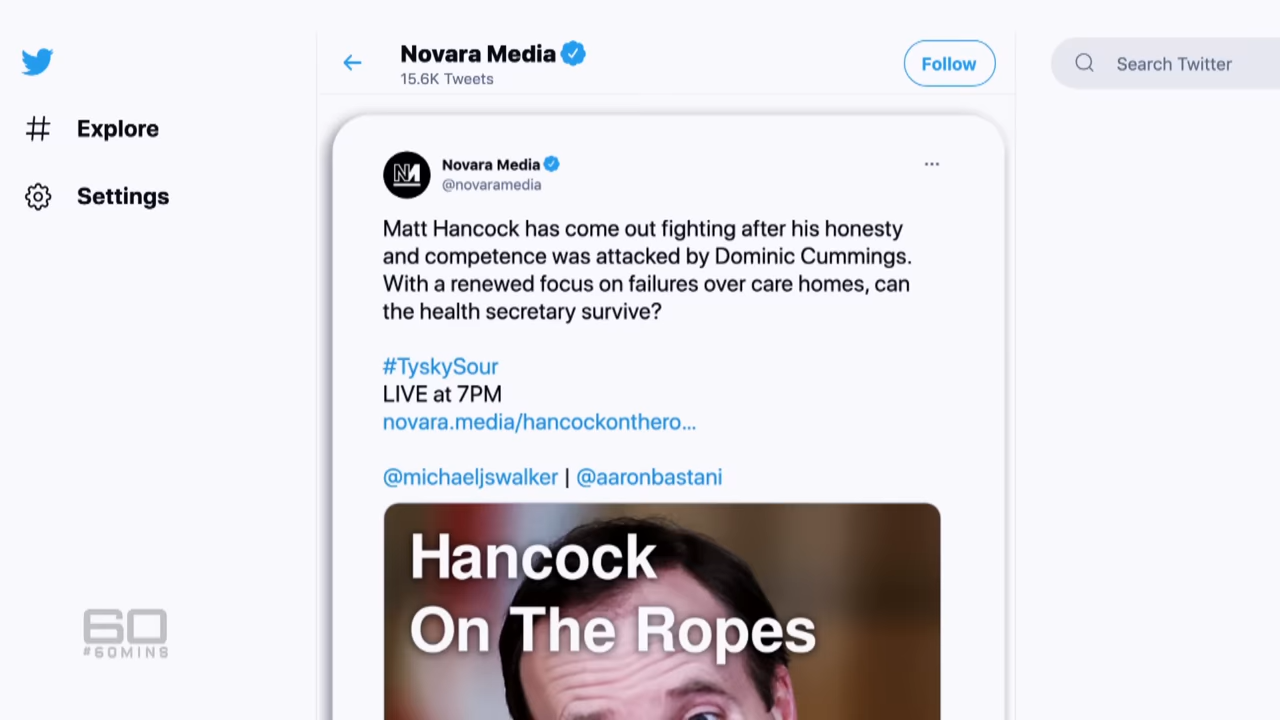 Novara Media
15.6K Tweets
Follow
Search Twitter
Explore
Settings
NM
Novara Media
@novaramedia
Matt Hancock has come out fighting after his honesty
and competence was attacked by Dominic Cummings.
With a renewed focus on failures over care homes, can
the health secretary survive?
#TyskySour
LIVE at 7PM
novara.media/hancockonthero...
@michaeljswalker | @aaronbastani
Hancock
On The Ropes
60
#60MINS